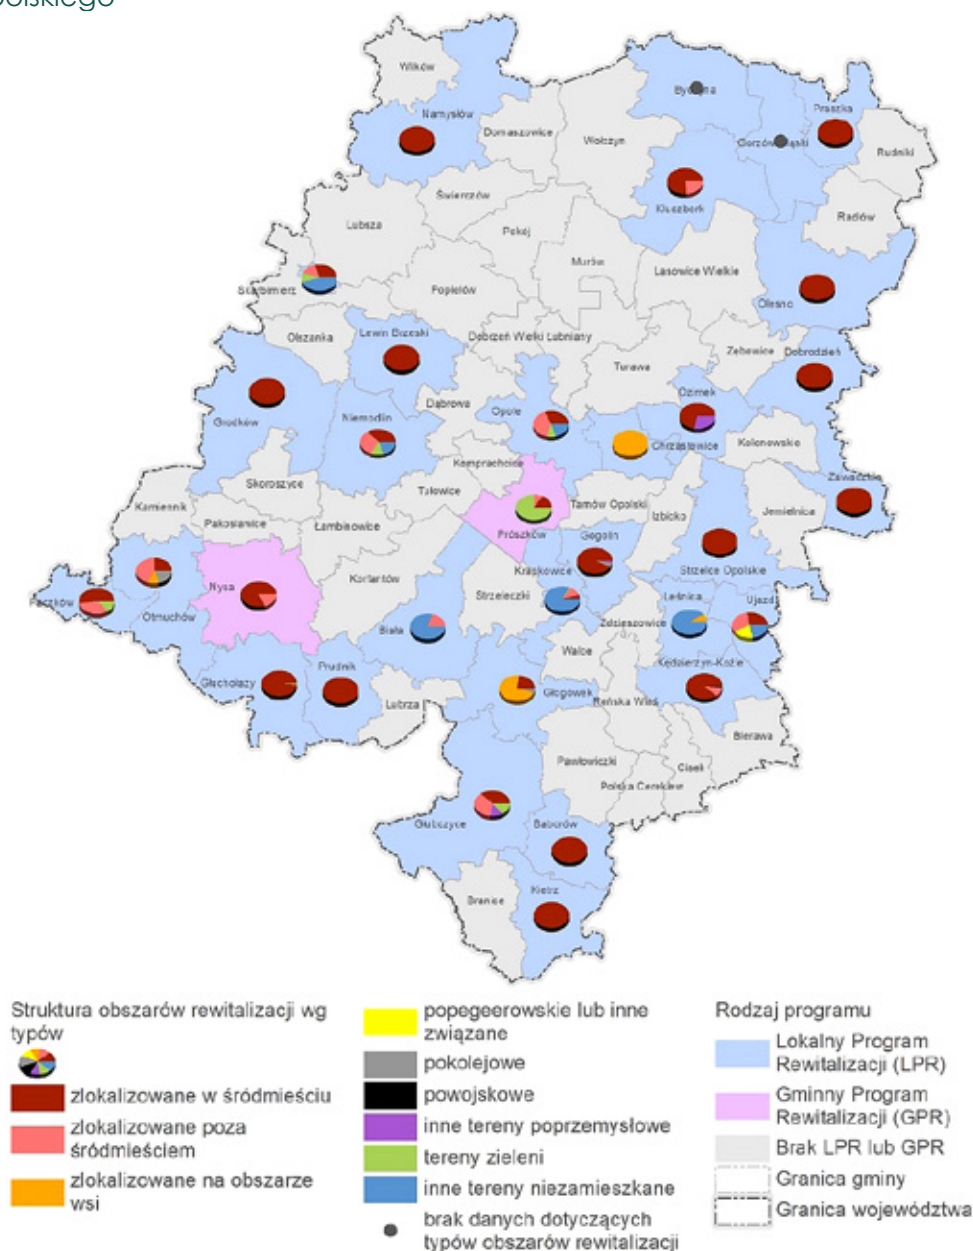 polskiego
Wilków
Namysłów
Domaszowice
Wołczyn
Byczyna
Gorzów Śląski
Praszka
Rudniki
Kluczbork
Radłów
Świerczów
Lubsza
Pokój
Murów
Lasowice Wielkie
Skarbimierz
Popielów
Olesno
Olszanka
Lewin Brzeski
Dobrzeń Wielki
Łubniany
Zębowice
Dobrodzień
Turawa
Grodków
Niemodlin
Dąbrowa
Opole
Ozimek
Chrząstowice
Kolonowskie
Komprachcice
Skoroszyce
Tułowice
Zawadzkie
Kamiennik
Pakosławice
Łambinowice
Tarnów Opolski
Izbicko
Jemielnica
Prószków
Gogolin
Krapkowice
Strzelce Opolskie
Paczków
Otmuchów
Nysa
Korfantów
Strzeleczki
Biała
Zdzieszowice
Leśnica
Ujazd
Walce
Kędzierzyn-Koźle
Głuchołazy
Prudnik
Lubrza
Głogówek
Reńska Wieś
Bierawa
Pawłowiczki
Cisek
Polska Cerekiew
Głubczyce
Baborów
Branice
Kietrz
Struktura obszarów rewitalizacji wg
typów
zlokalizowane w śródmieściu
zlokalizowane poza
śródmieściem
zlokalizowane na obszarze
wsi
popegeerowskie lub inne
związane
pokolejowe
powojskowe
inne tereny poprzemysłowe
tereny zieleni
inne tereny niezamieszkane
brak danych dotyczących
typów obszarów rewitalizacji
Rodzaj programu
Lokalny Program
Rewitalizacji (LPR)
Gminny Program
Rewitalizacji (GPR)
Brak LPR lub GPR
Granica gminy
Granica województwa